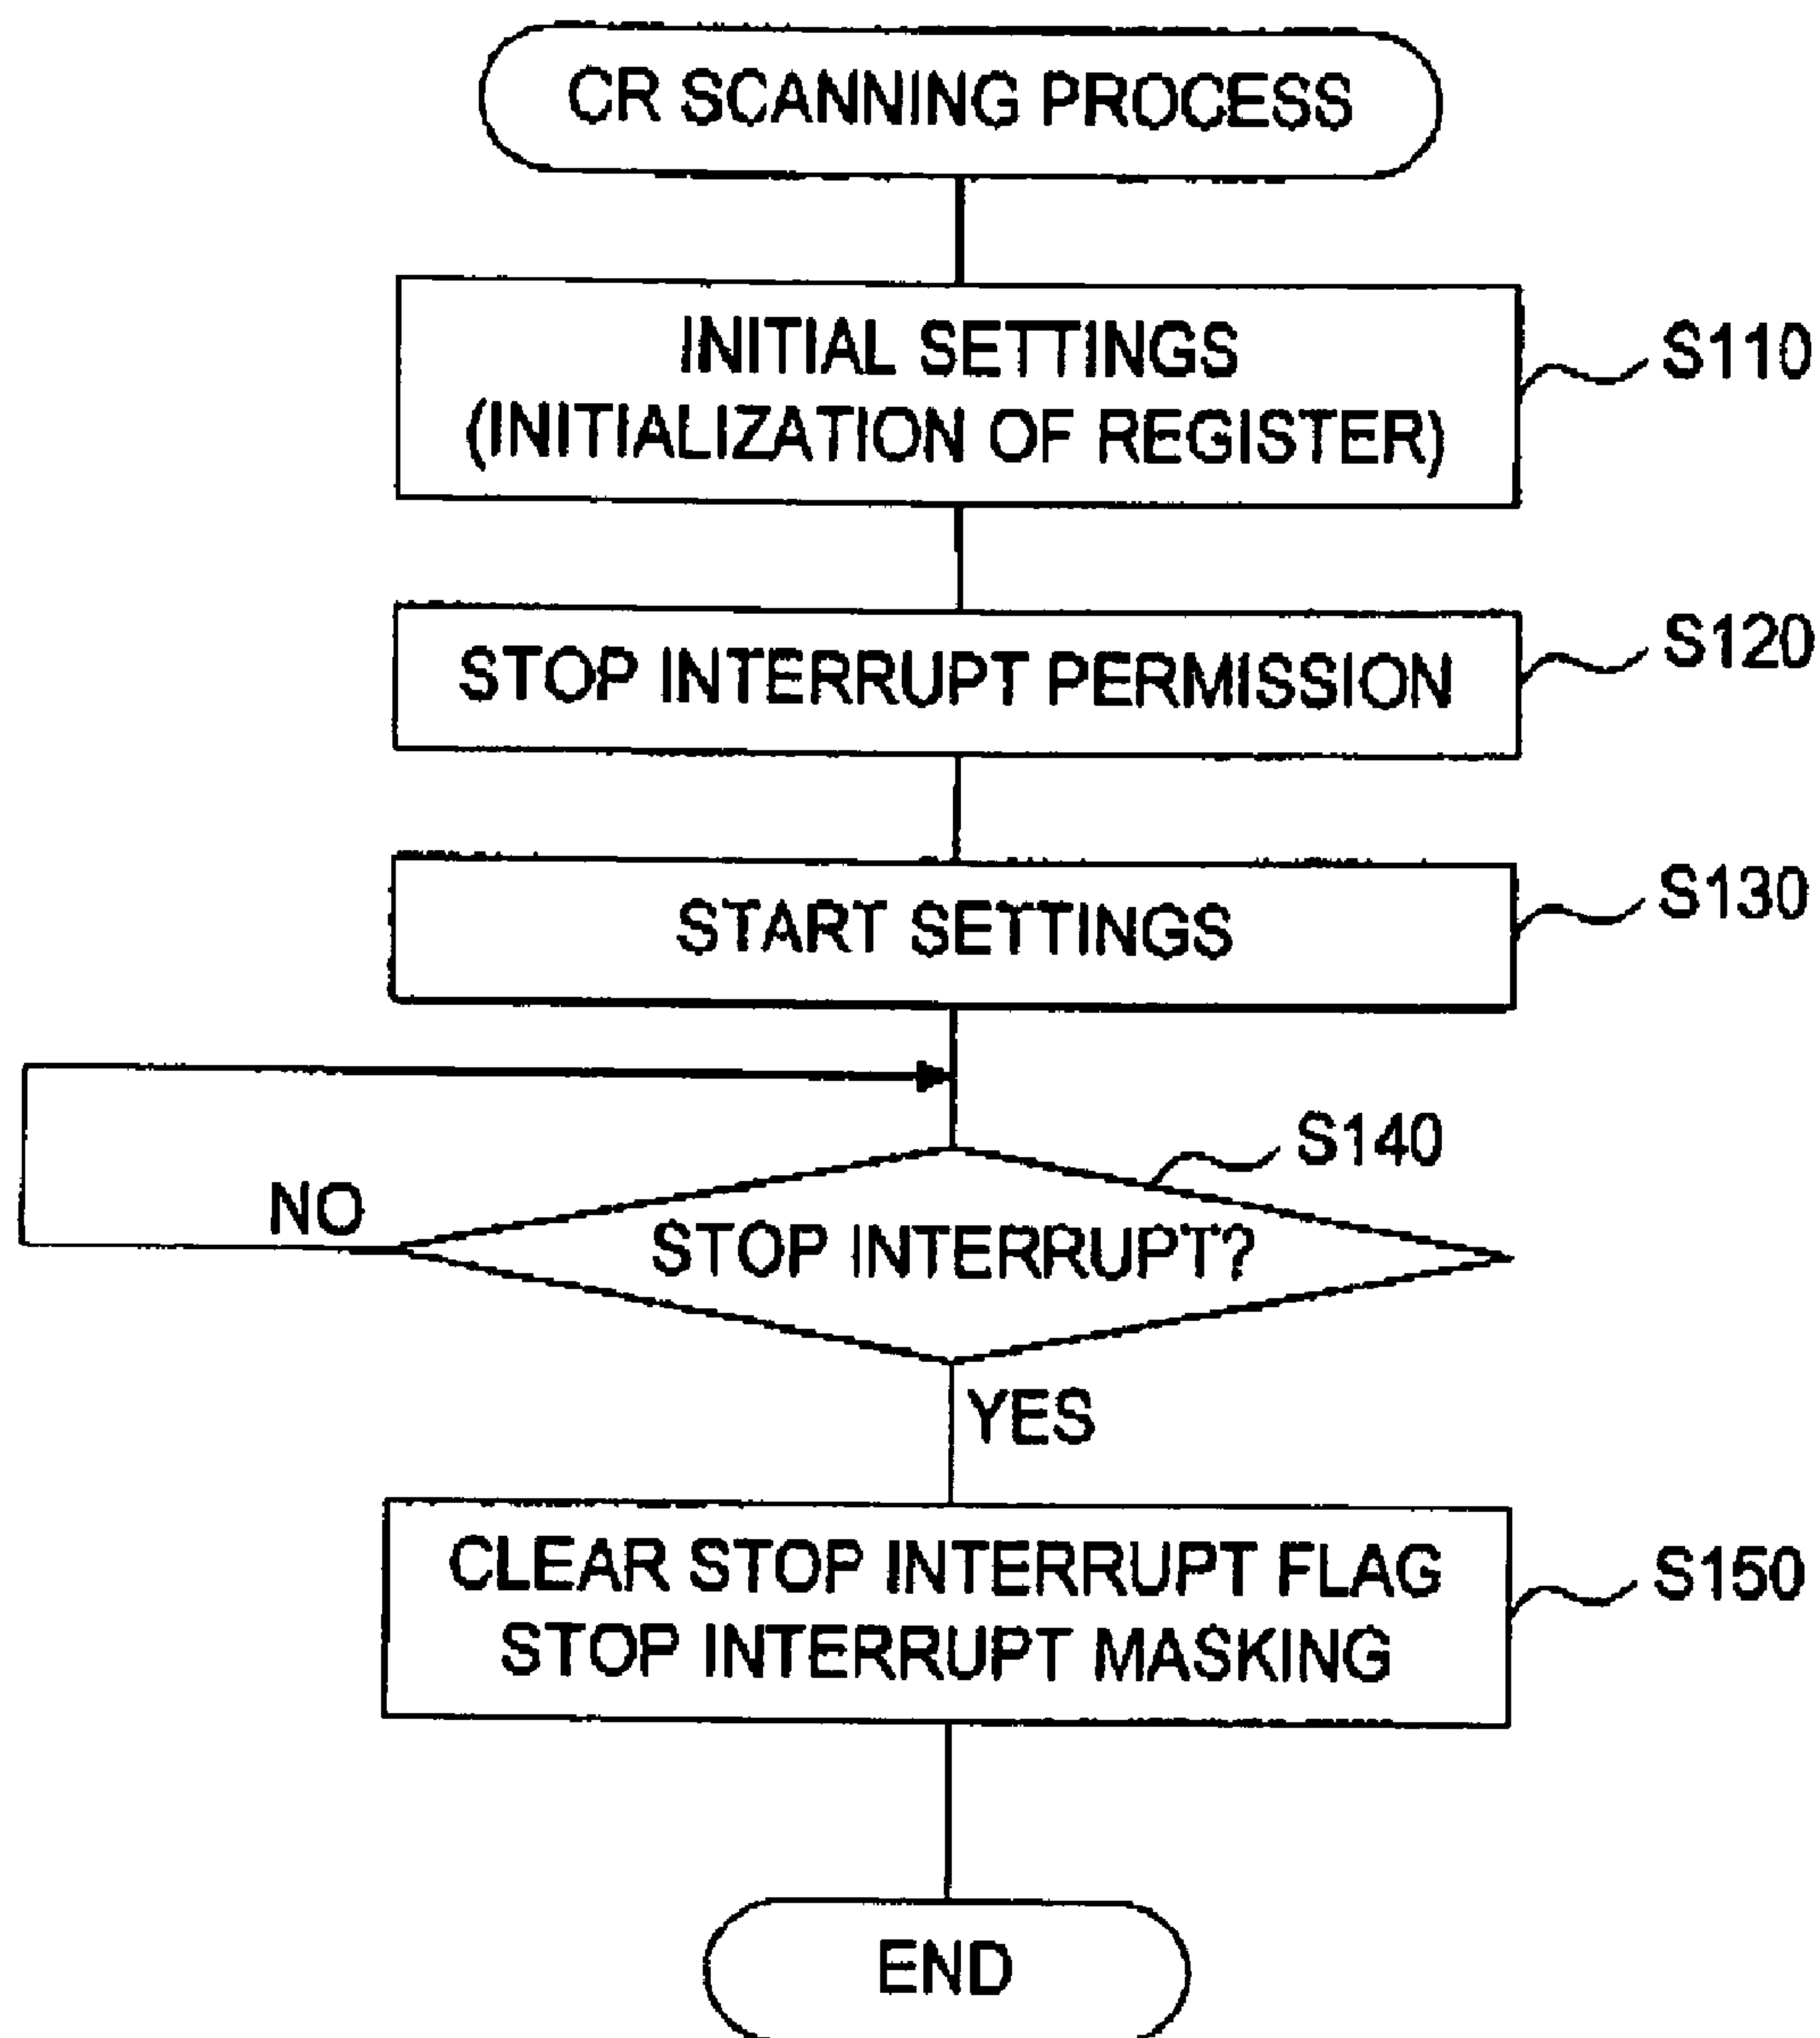 CR SCANNING PROCESS
INITIAL SETTINGS
(INITIALIZATION OF REGISTER)
S110
STOP INTERRUPT PERMISSION
S120
START SETTINGS
S130
S140
NO
STOP INTERRUPT?
YES
CLEAR STOP INTERRUPT FLAG
STOP INTERRUPT MASKING
S150
END